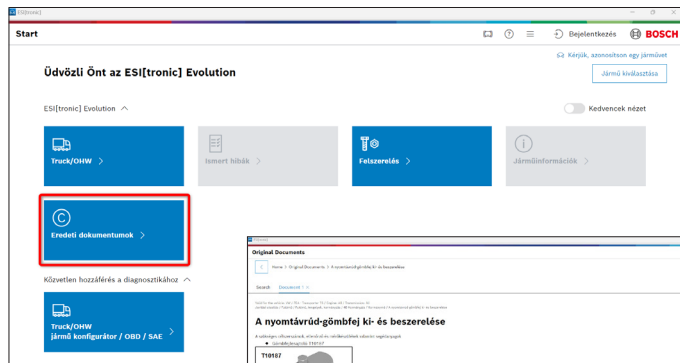 ESI[tronic]
Start
Bejelentkezés
BOSCH
Kérjük, azonosítson egy járművet
Üdvözli Önt az ESI[tronic] Evolution
Jármű kiválasztása
ESI[tronic] Evolution
Kedvencek nézet
Truck/OHW
Ismert hibák
Felszerelés
Járműinformációk
Eredeti dokumentumok
Közvetlen hozzáférés a diagnosztikához
Truck/OHW
jármű konfigurátor / OBD / SAE
Original Documents
Home > Original Documents > A nyomtávrúd-gömbfej ki- és beszerelése
Search
Document 1
A nyomtávrúd-gömbfej ki- és beszerelése
T10187